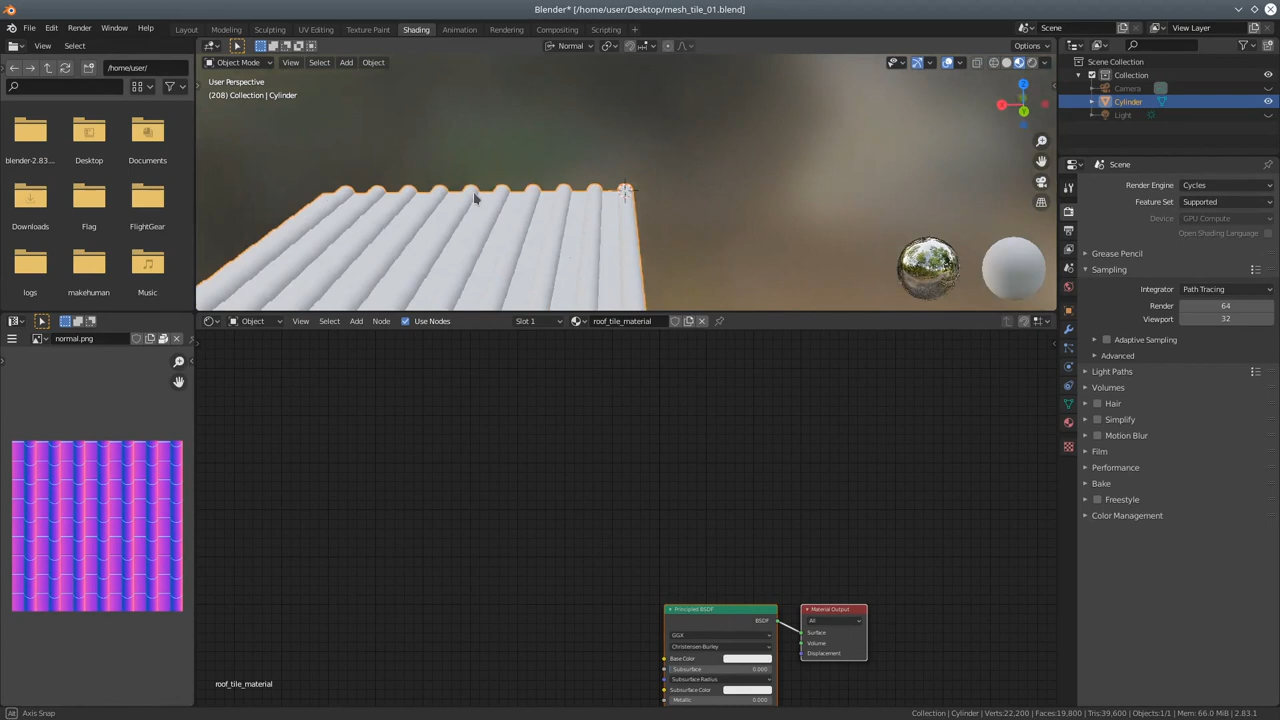 Blender* [/home/user/Desktop/mesh_tile_01.blend]
File Edit Render Window Help Layout Modeling Sculpting UV Editing Texture Paint Shading Animation Rendering Compositing Scripting + Scene View Layer
View Select Normal Options
/home/user/ Object Mode View Select Add Object
User Perspective
(208) Collection | Cylinder
Scene Collection
Collection
Camera
Cylinder
Light
blender-2.83... Desktop Documents
Downloads Flag FlightGear
logs makehuman Music
X
Y
Z
Scene
Render Engine Cycles
Feature Set Supported
Device GPU Compute
Open Shading Language
Grease Pencil
Sampling
Integrator Path Tracing
Render 64
Viewport 32
Adaptive Sampling
Advanced
Light Paths
Volumes
Hair
Simplify
Motion Blur
Film
Performance
Bake
Freestyle
Color Management
Object View Select Add Node Use Nodes Slot 1 roof_tile_material
normal.png
Principled BSDF
BSDF
GGX
Christensen-Burley
Base Color
Subsurface 0.000
Subsurface Radius
Subsurface Color
Metallic 0.000
Material Output
All
Surface
Volume
Displacement
roof_tile_material
Alt Axis Snap
Collection | Cylinder | Verts:22,200 | Faces:19,800 | Tris:39,600 | Objects:1/1 | Mem: 66.0 MiB | 2.83.1